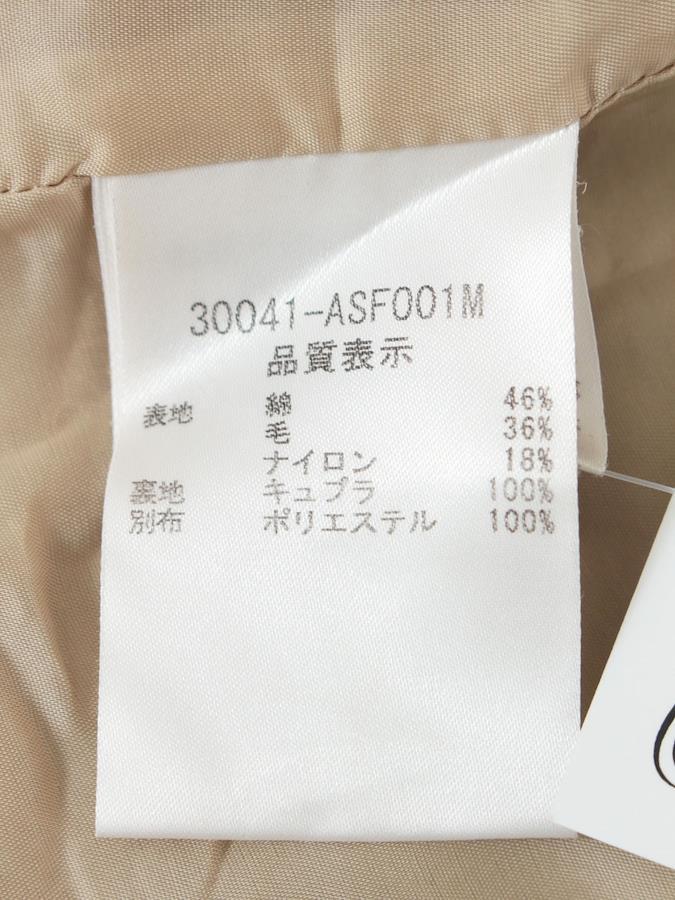 30041-ASF001M
品質表示
表地 綿 46%
毛 36%
ナイロン 18%
裏地 キュプラ 100%
別布 ポリエステル 100%